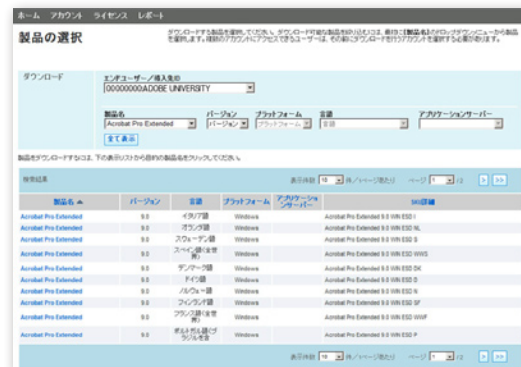 ホーム アカウント ライセンス レポート
製品の選択
ダウンロードする製品を選択してください。ダウンロード可能な製品を絞り込むには、最初に[製品名]のドロップダウンメニューから製品
を選択します。複数のアカウントにアクセスできるユーザーは、その前にダウンロードを行うアカウントを選択する必要があります。
ダウンロード
エンドユーザー/導入先ID
00000000:ADOBE UNIVERSITY
製品名 バージョン プラットフォーム 言語 アプリケーションサーバー
Acrobat Pro Extended バージョン プラットフォーム 言語
全て表示
製品をダウンロードするには、下の表示リストから目的の製品名をクリックしてください。
検索結果 表示件数 10 件/ページ当たり ページ 1 /2 > >>
製品名 バージョン 言語 プラットフォーム アプリケーションサーバー SKU詳細
Acrobat Pro Extended 9.0 イタリア語 Windows Acrobat Pro Extended 9.0 WIN ESD I
Acrobat Pro Extended 9.0 オランダ語 Windows Acrobat Pro Extended 9.0 WIN ESD NL
Acrobat Pro Extended 9.0 スウェーデン語 Windows Acrobat Pro Extended 9.0 WIN ESD S
Acrobat Pro Extended 9.0 スペイン語(全世界) Windows Acrobat Pro Extended 9.0 WIN ESD WWS
Acrobat Pro Extended 9.0 デンマーク語 Windows Acrobat Pro Extended 9.0 WIN ESD DK
Acrobat Pro Extended 9.0 ドイツ語 Windows Acrobat Pro Extended 9.0 WIN ESD D
Acrobat Pro Extended 9.0 ノルウェー語 Windows Acrobat Pro Extended 9.0 WIN ESD N
Acrobat Pro Extended 9.0 フィンランド語 Windows Acrobat Pro Extended 9.0 WIN ESD SF
Acrobat Pro Extended 9.0 フランス語(全世界) Windows Acrobat Pro Extended 9.0 WIN ESD WWF
Acrobat Pro Extended 9.0 ポルトガル語(ブラジルを含 Windows Acrobat Pro Extended 9.0 WIN ESD P
表示件数 10 件/ページ当たり ページ 1 /2 > >>